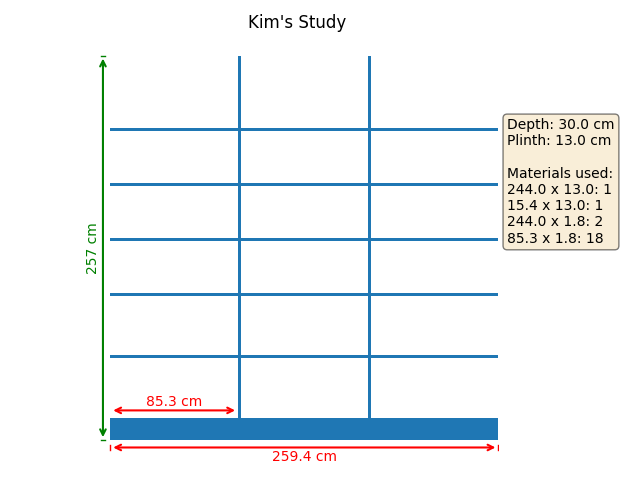 Kim's Study
Depth: 30.0 cm
Plinth: 13.0 cm
Materials used:
244.0 x 13.0: 1
15.4 x 13.0: 1
244.0 x 1.8: 2
85.3 x 1.8: 18
257 cm
85.3 cm
259.4 cm